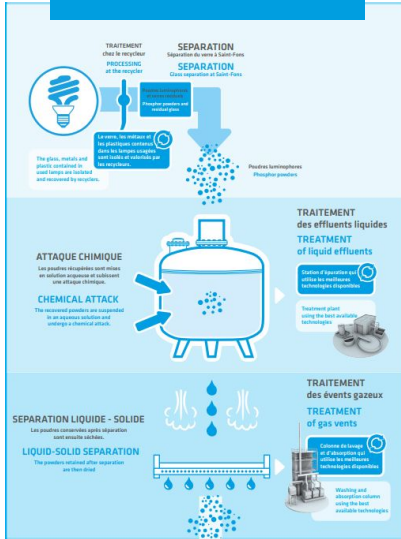 TRAITEMENT
chez le recycleur
PROCESSING
at the recycler
SEPARATION
Séparation du verre à Saint-Fons
SEPARATION
Glass separation at Saint-Fons
Poudres luminophores
Phosphor powders and
residual glass
Le verre, les métaux et
les plastiques contenus
dans les lampes usagées
sont isolés et valorisés par
les recycleurs.
The glass, metals and
plastic contained in
used lamps are isolated
and recovered by recyclers.
Poudres luminophores
Phosphor powders
ATTAQUE CHIMIQUE
Les poudres récupérées sont mises
en solution aqueuse et subissent
une attaque chimique.
CHEMICAL ATTACK
The recovered powders are suspended
in an aqueous solution and
undergo a chemical attack.
TRAITEMENT
des effluents liquides
TREATMENT
of liquid effluents
Station d'épuration qui
utilise les meilleures
technologies disponibles
Treatment plant
using the best available
technologies
SEPARATION LIQUIDE - SOLIDE
Les poudres conservées après séparation
sont ensuite séchées.
LIQUID-SOLID SEPARATION
The powders retained after separation
are then dried
TRAITEMENT
des évents gazeux
TREATMENT
of gas vents
Colonne de lavage
et d'absorption qui
utilise les meilleures
technologies disponibles
Washing and
absorption column
using the best
available technologies